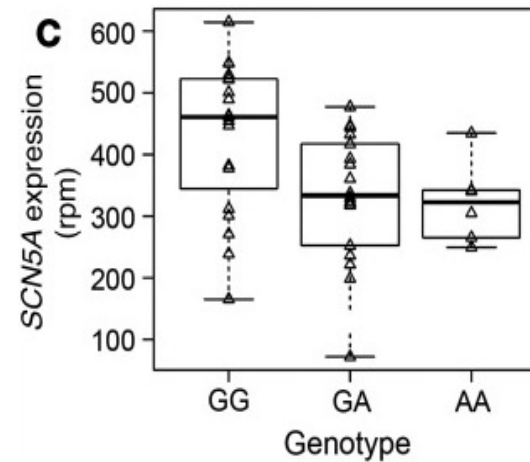 C
SCN5A expression
(rpm)
600
500
400
300
200
100
GG GA AA
Genotype